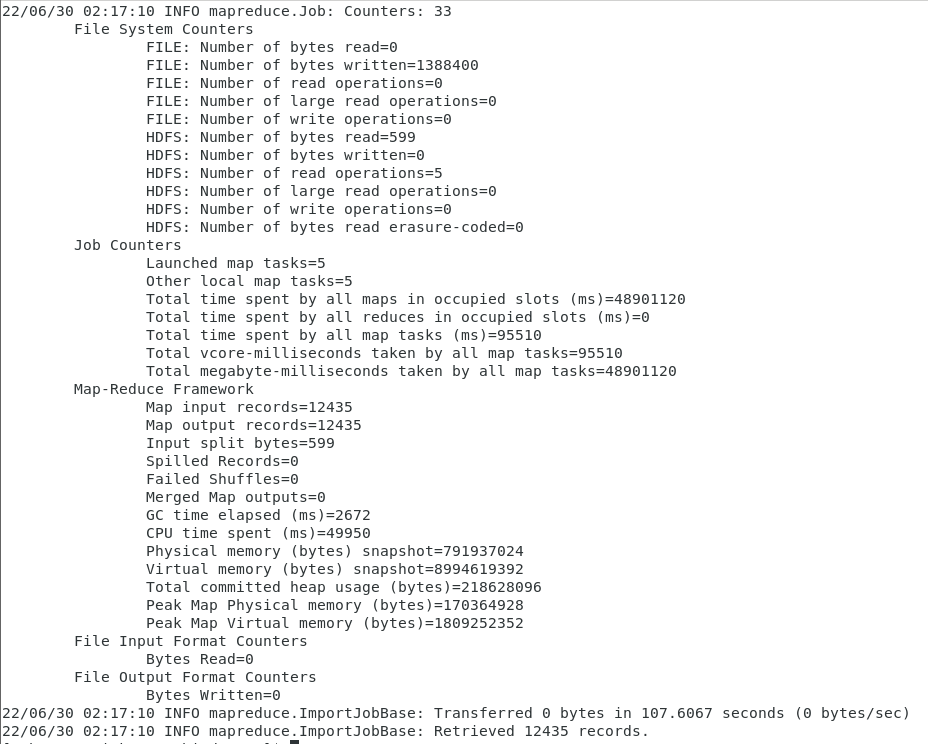 22/06/30 02:17:10 INFO mapreduce.Job: Counters: 33
File System Counters
FILE: Number of bytes read=0
FILE: Number of bytes written=1388400
FILE: Number of read operations=0
FILE: Number of large read operations=0
FILE: Number of write operations=0
HDFS: Number of bytes read=599
HDFS: Number of bytes written=0
HDFS: Number of read operations=5
HDFS: Number of large read operations=0
HDFS: Number of write operations=0
HDFS: Number of bytes read erasure-coded=0
Job Counters
Launched map tasks=5
Other local map tasks=5
Total time spent by all maps in occupied slots (ms)=48901120
Total time spent by all reduces in occupied slots (ms)=0
Total time spent by all map tasks (ms)=95510
Total vcore-milliseconds taken by all map tasks=95510
Total megabyte-milliseconds taken by all map tasks=48901120
Map-Reduce Framework
Map input records=12435
Map output records=12435
Input split bytes=599
Spilled Records=0
Failed Shuffles=0
Merged Map outputs=0
GC time elapsed (ms)=2672
CPU time spent (ms)=49950
Physical memory (bytes) snapshot=791937024
Virtual memory (bytes) snapshot=8994619392
Total committed heap usage (bytes)=218628096
Peak Map Physical memory (bytes)=170364928
Peak Map Virtual memory (bytes)=1809252352
File Input Format Counters
Bytes Read=0
File Output Format Counters
Bytes Written=0
22/06/30 02:17:10 INFO mapreduce.ImportJobBase: Transferred 0 bytes in 107.6067 seconds (0 bytes/sec)
22/06/30 02:17:10 INFO mapreduce.ImportJobBase: Retrieved 12435 records.